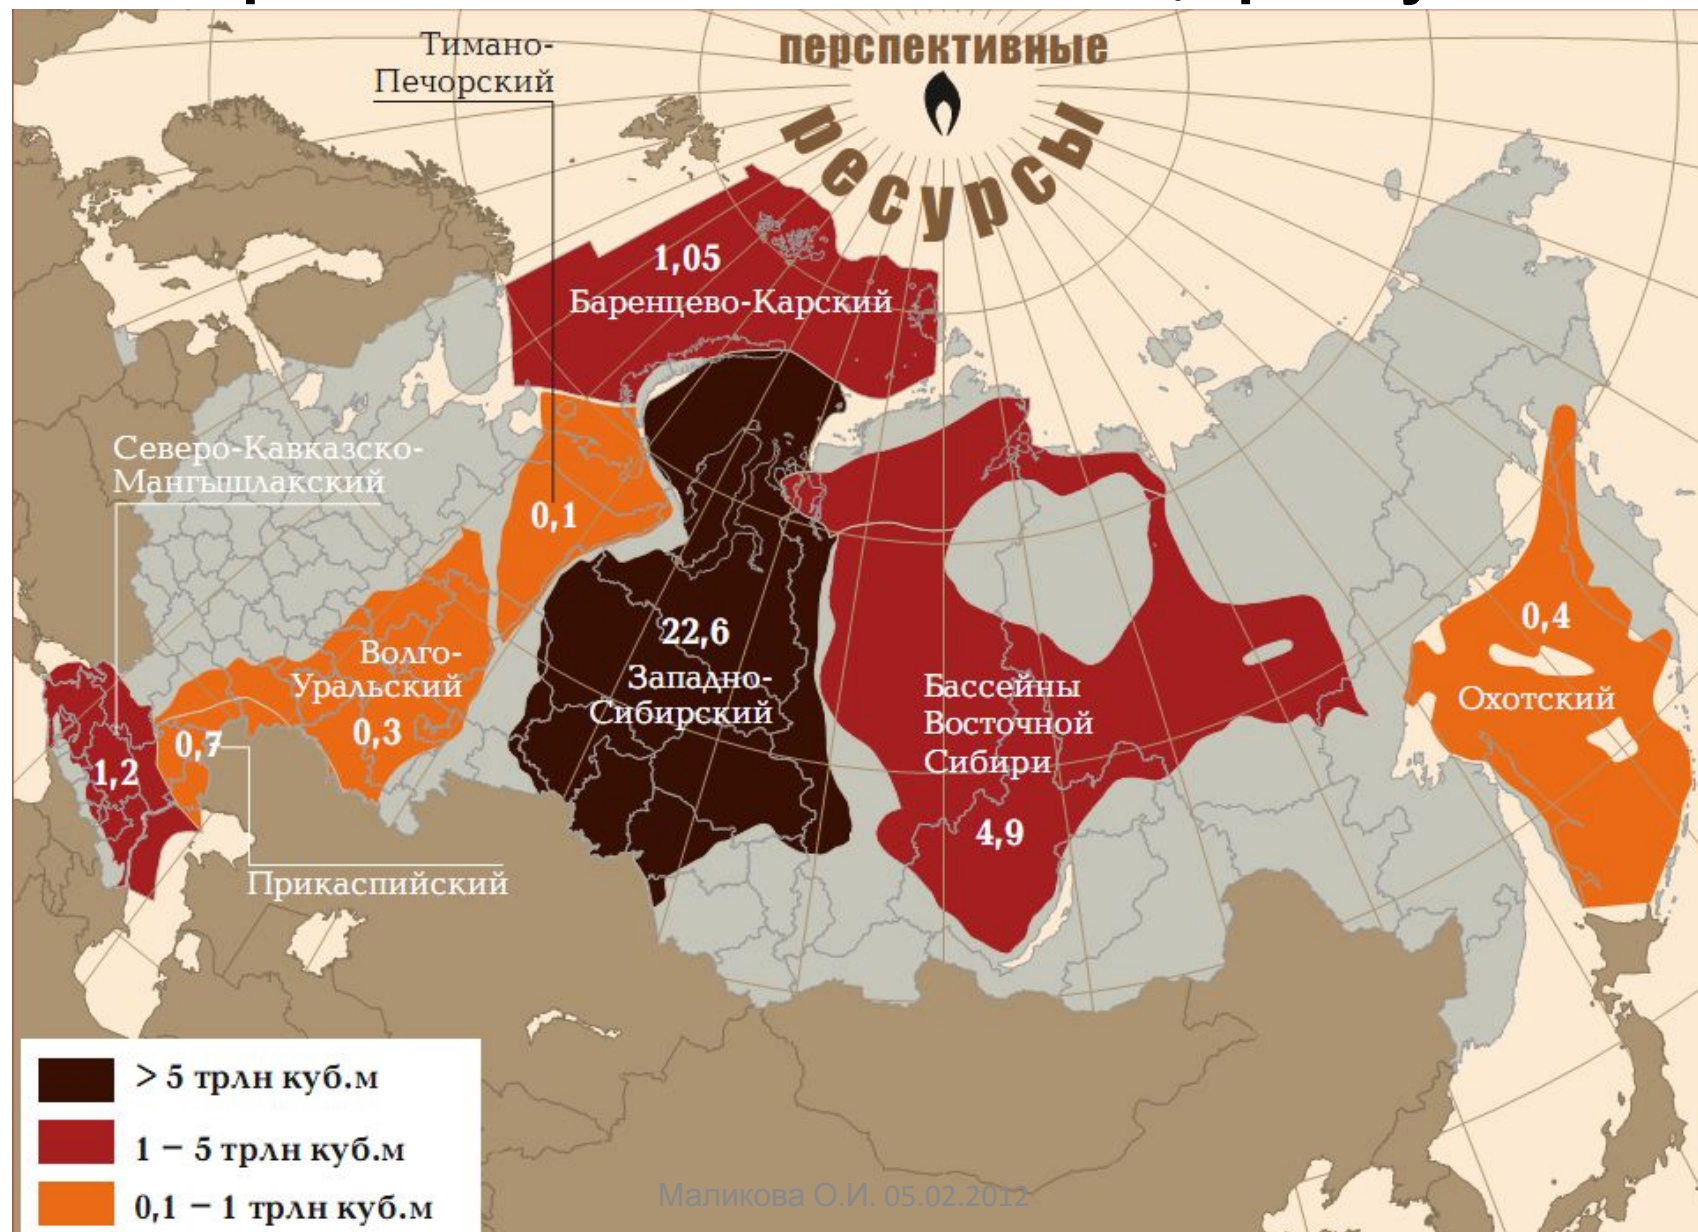 перспективные
ресурсы
Тимано-
Печорский
1,05
Баренцево-Карский
Северо-Кавказско-
Мангышлакский
0,1
22,6
Западно-
Сибирский
Волго-
Уральский
0,3
0,7
1,2
Прикаспийский
Бассейны
Восточной
Сибири
4,9
0,4
Охотский
> 5 трлн куб.м
1 – 5 трлн куб.м
0,1 – 1 трлн куб.м
Маликова О.И. 05.02.2012